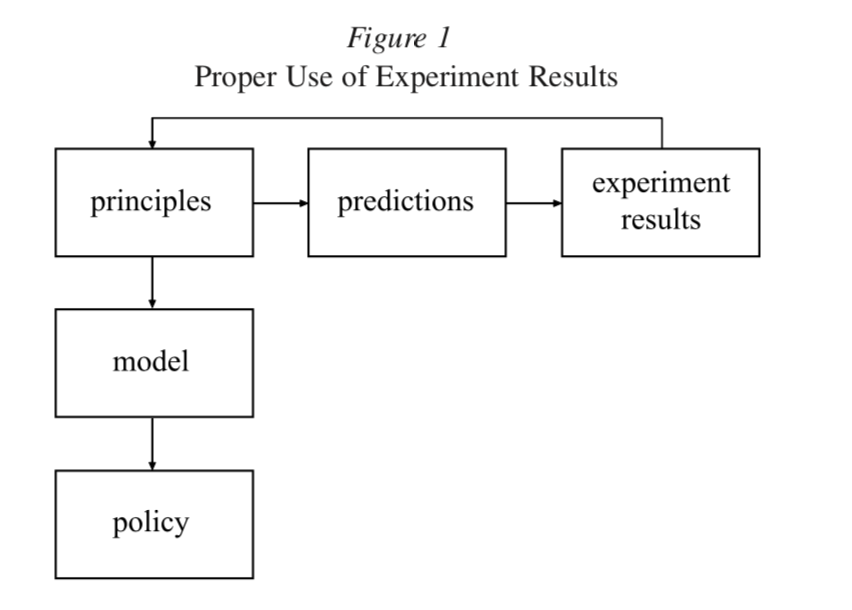 Figure 1
Proper Use of Experiment Results
principles
predictions
experiment
results
model
policy